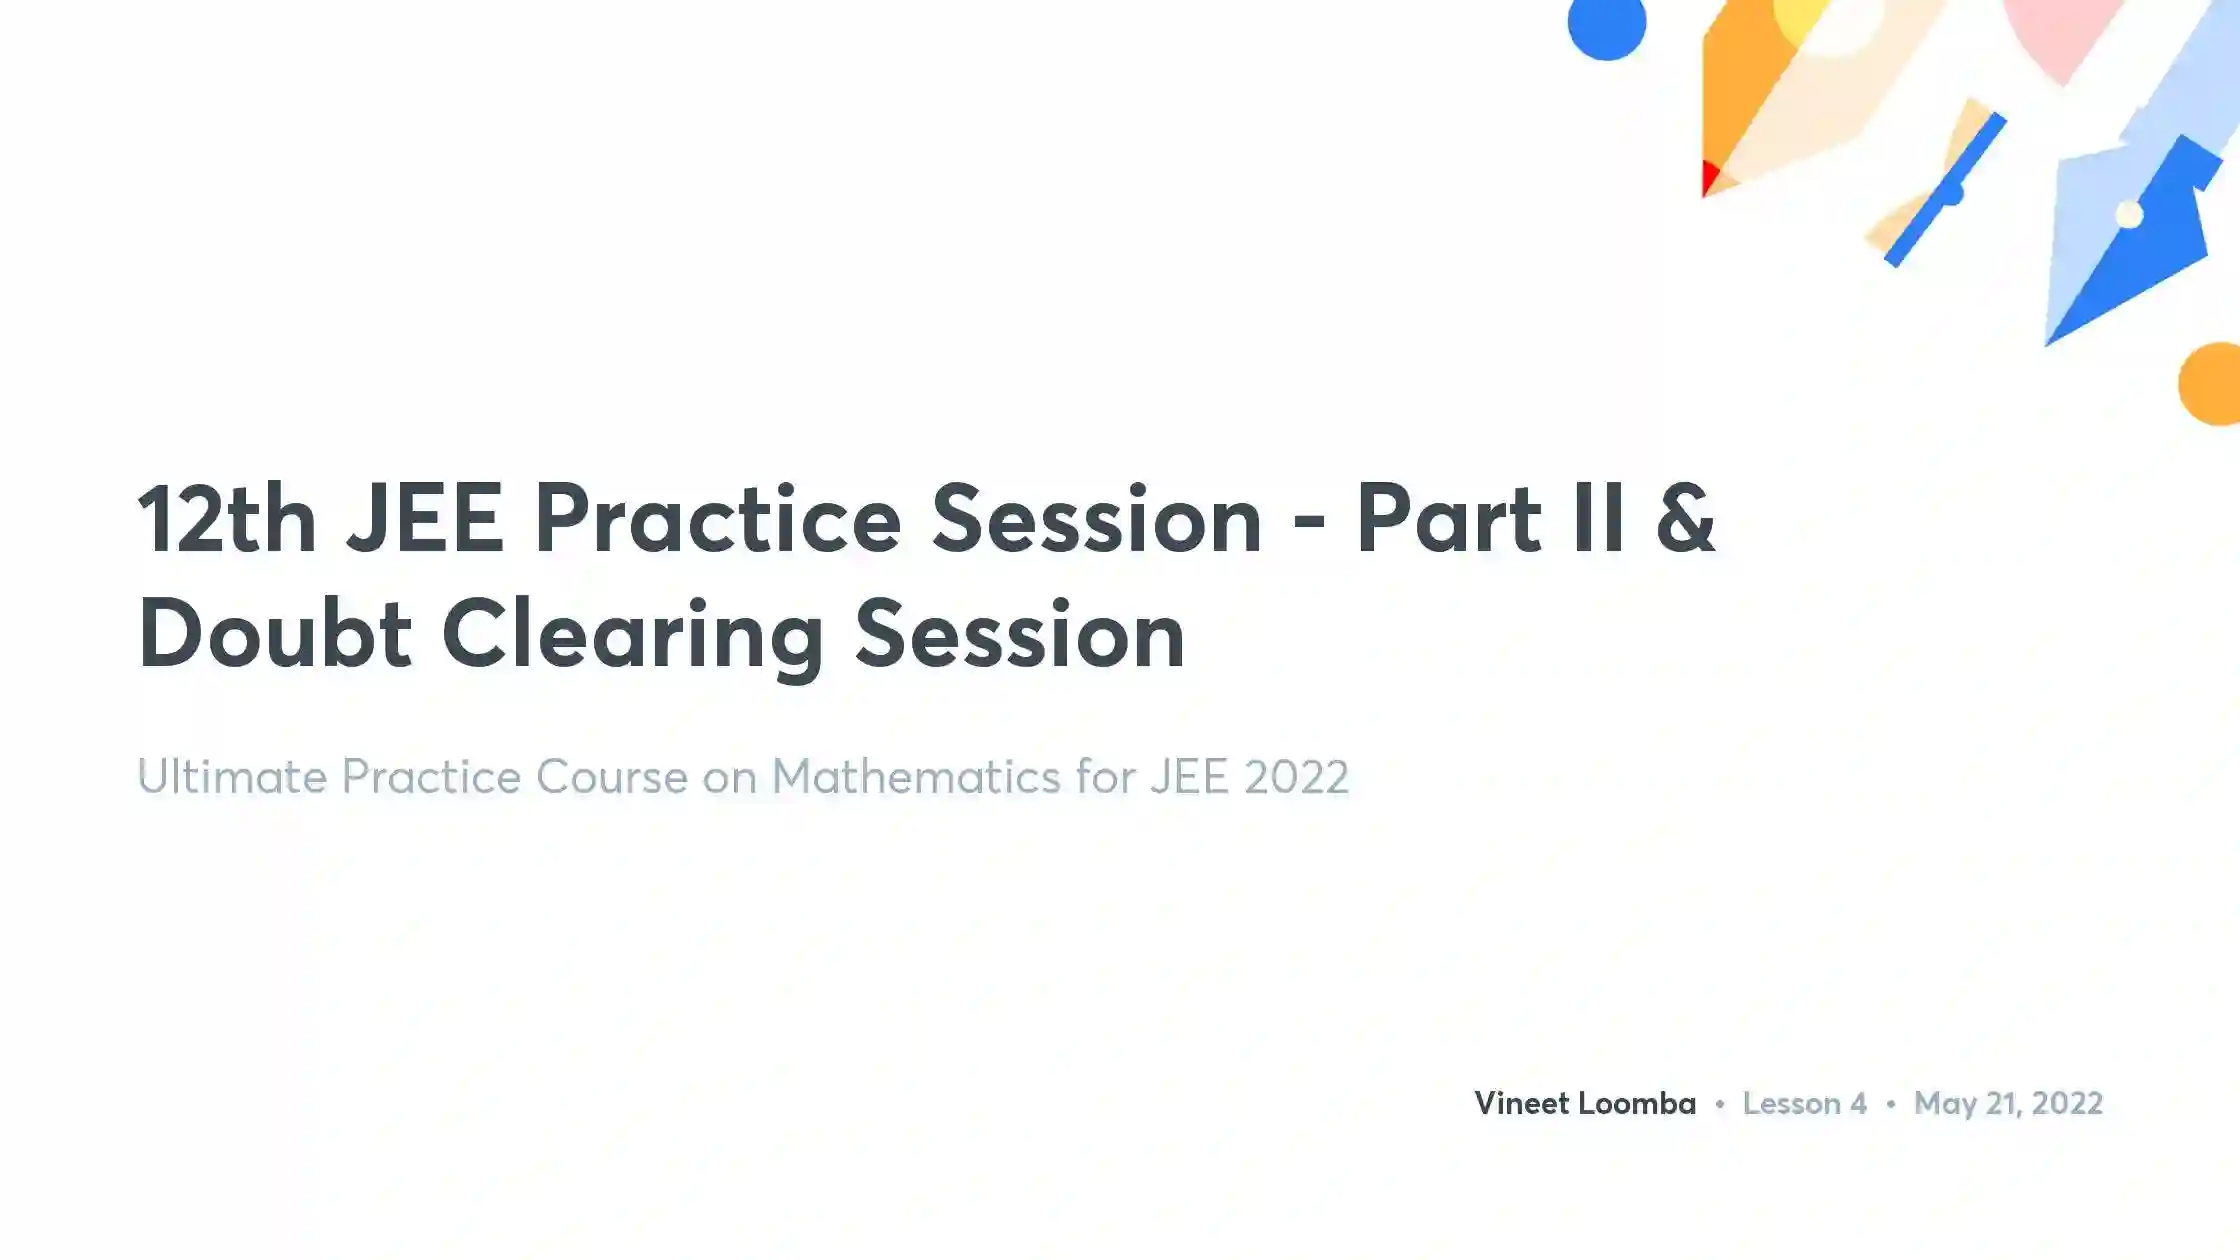 12th JEE Practice Session - Part II &
Doubt Clearing Session
Ultimate Practice Course on Mathematics for JEE 2022
Vineet Loomba • Lesson 4 • May 21, 2022